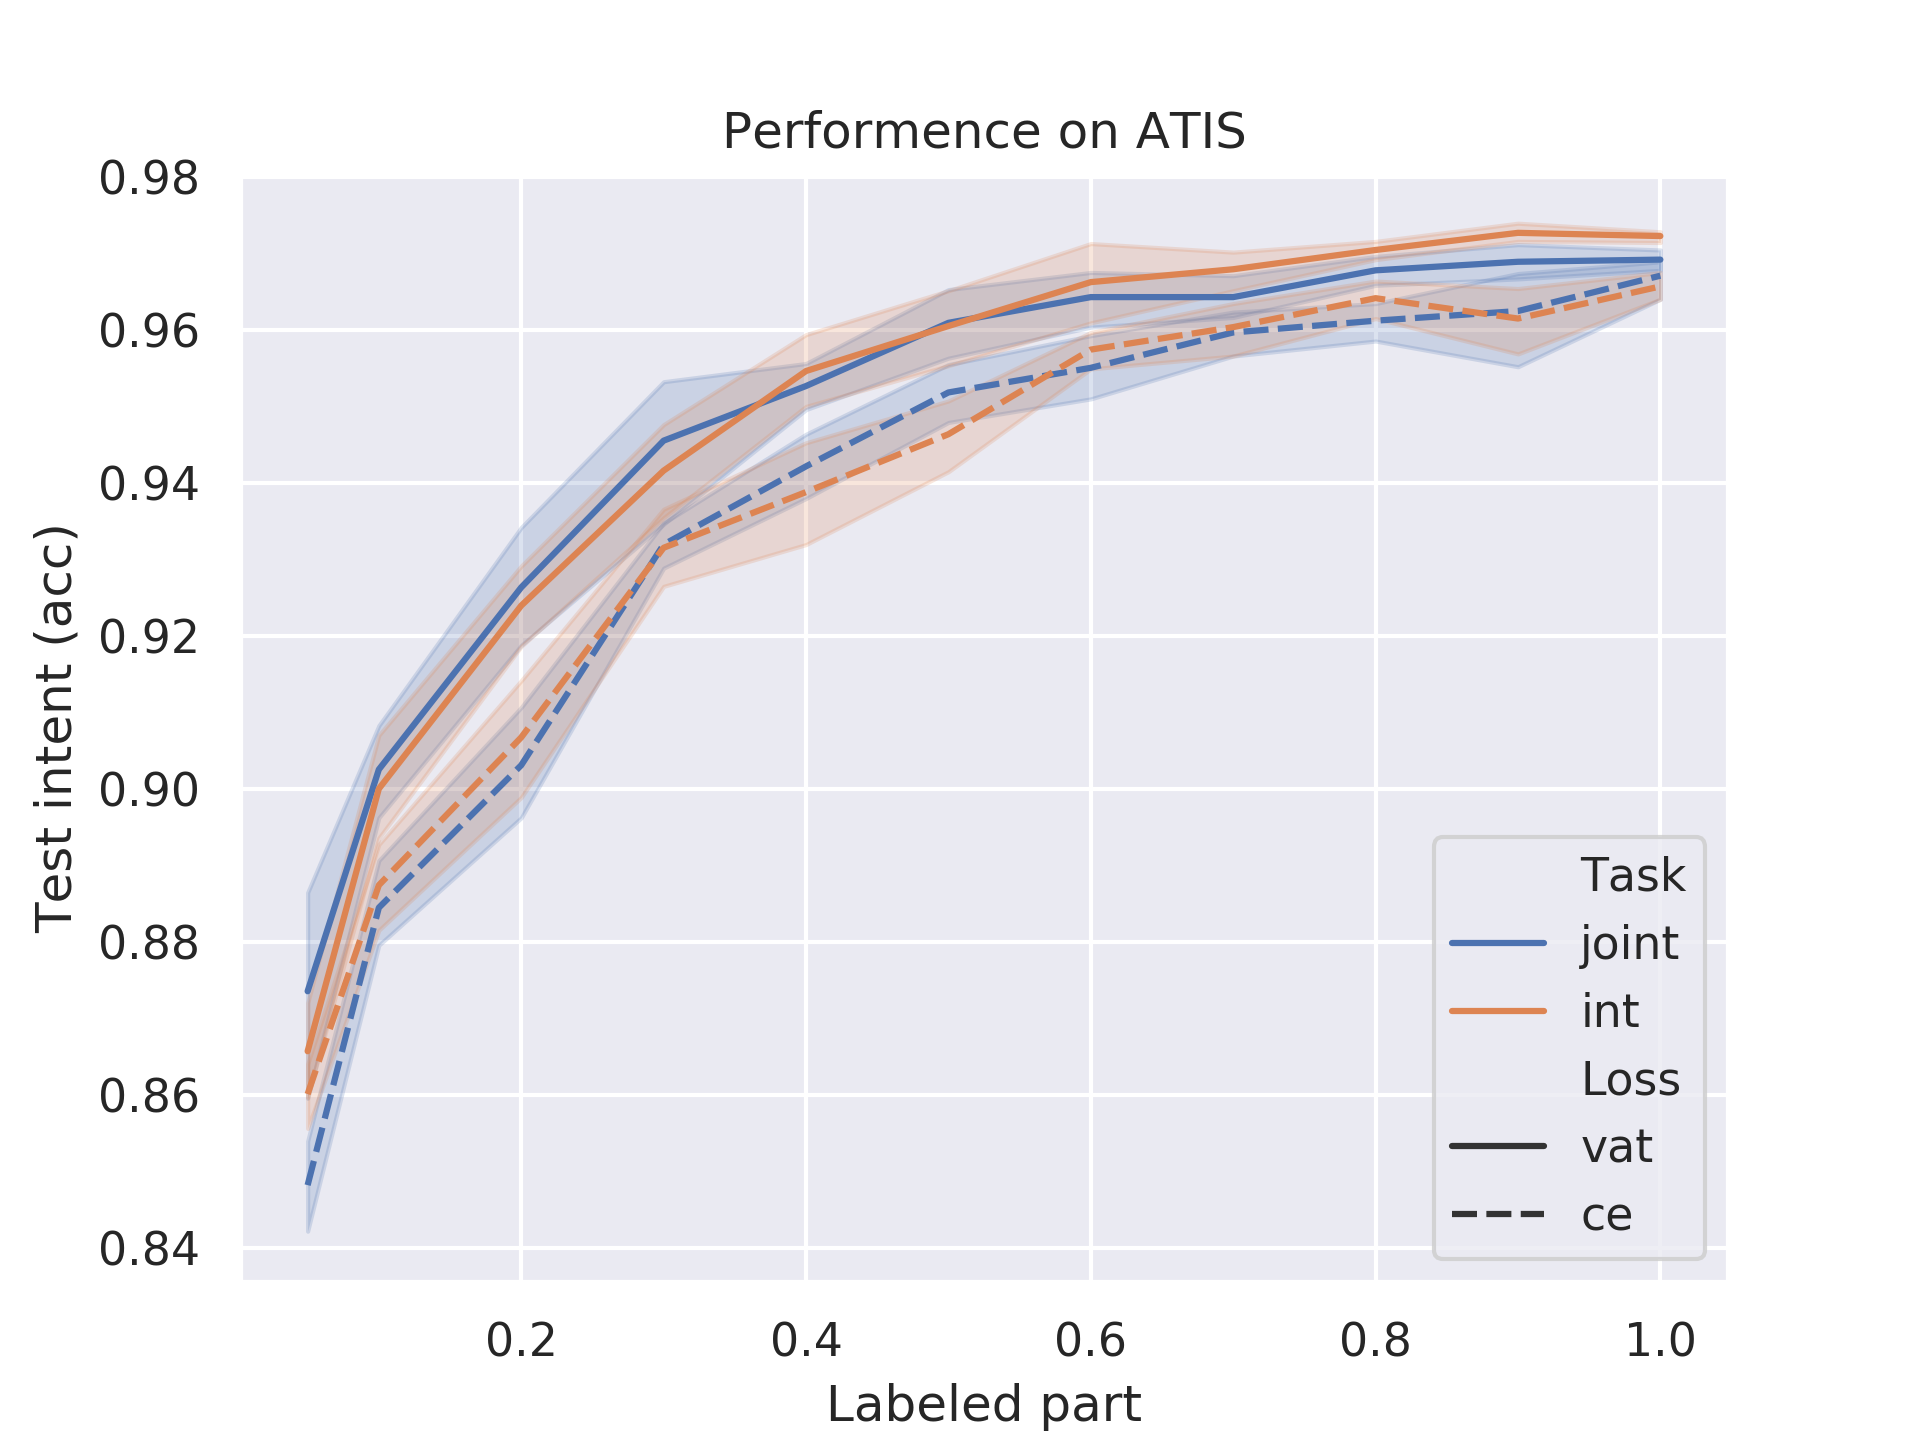 Performence on ATIS
Test intent (acc)
0.98
0.96
0.94
0.92
0.90
0.88
0.86
0.84
Task
joint
int
Loss
vat
ce
0.2 0.4 0.6 0.8 1.0
Labeled part